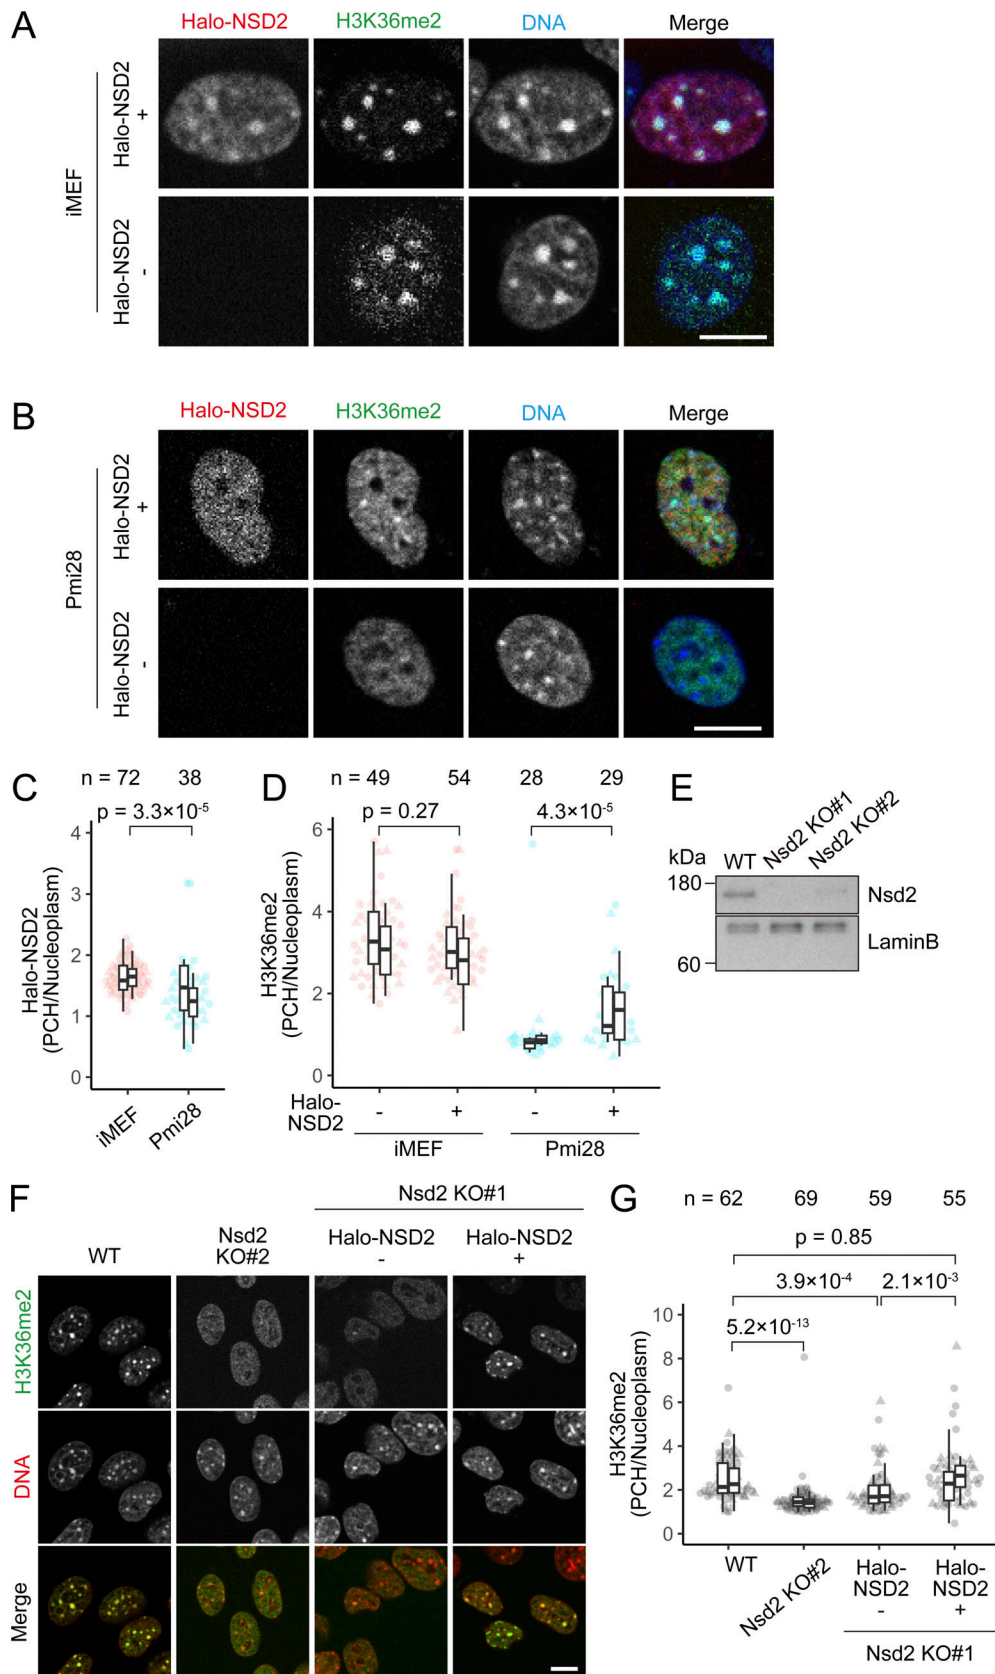 A
Halo-NSD2 H3K36me2 DNA Merge
iMEF
Halo-NSD2 +
Halo-NSD2 -
B
Halo-NSD2 H3K36me2 DNA Merge
Pmi28
Halo-NSD2 +
Halo-NSD2 -
C
n = 72 38
p = 3.3×10⁻⁵
Halo-NSD2
(PCH/Nucleoplasm)
4
3
2
1
0
iMEF Pmi28
D
n = 49 54 28 29
p = 0.27 4.3×10⁻⁵
H3K36me2
(PCH/Nucleoplasm)
6
4
2
0
Halo-
NSD2 - + - +
iMEF Pmi28
E
kDa WT Nsd2 KO#1 Nsd2 KO#2
180
Nsd2
LaminB
60
F
Nsd2 KO#1
WT Nsd2 KO#2 Halo-NSD2 - Halo-NSD2 +
H3K36me2
DNA
Merge
G
n = 62 69 59 55
p = 0.85
3.9×10⁻⁴ 2.1×10⁻³
5.2×10⁻¹³
H3K36me2
(PCH/Nucleoplasm)
10
8
6
4
2
0
WT Nsd2 KO#2 Halo-NSD2 - Halo-NSD2 +
Nsd2 KO#1